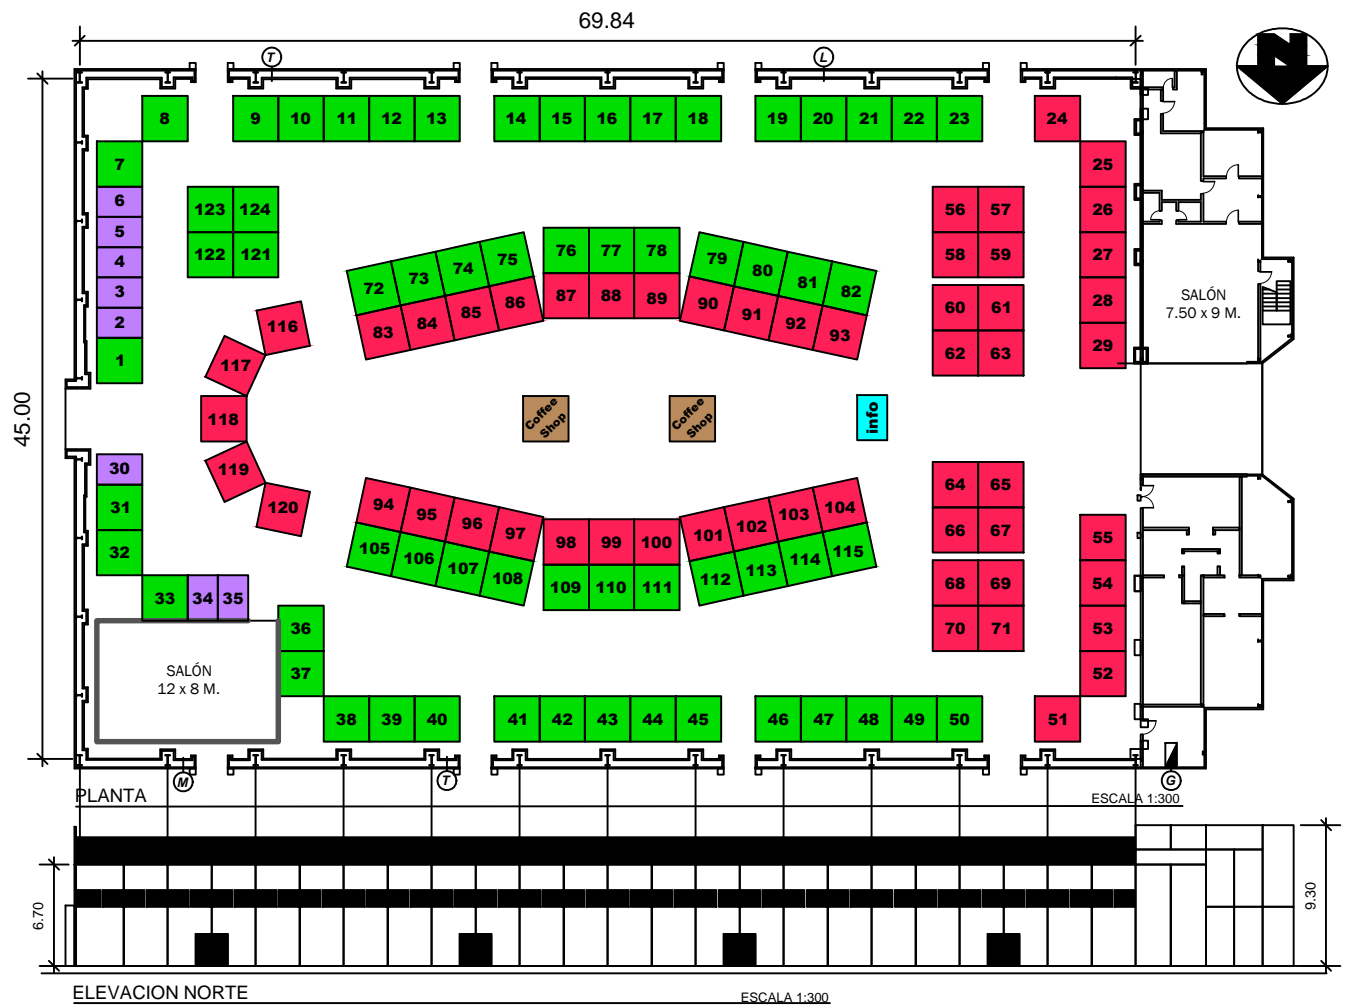 69.84
N
T
L
8 9 10 11 12 13 14 15 16 17 18 19 20 21 22 23 24
7 25
6 123 124 56 57 26
5
4 122 121 76 77 78 58 59 27
72 73 74 75 79 80 81 82
3 83 84 85 86 87 88 89 90 91 92 93 60 61 28
SALÓN
7.50 x 9 M.
2 116
1 117 62 63 29
45.00
118
Coffee
Shop
Coffee
Shop
info
30 119 64 65
31 120 94 95 96 97 101 102 103 104
32 105 106 107 108 98 99 100 112 113 114 115 66 67 55
33 34 35 109 110 111 68 69 54
36 70 71 53
SALÓN
12 x 8 M.
37 52
38 39 40 41 42 43 44 45 46 47 48 49 50 51
M
T
G
PLANTA
ESCALA 1:300
6.70
9.30
ELEVACION NORTE
ESCALA 1:300